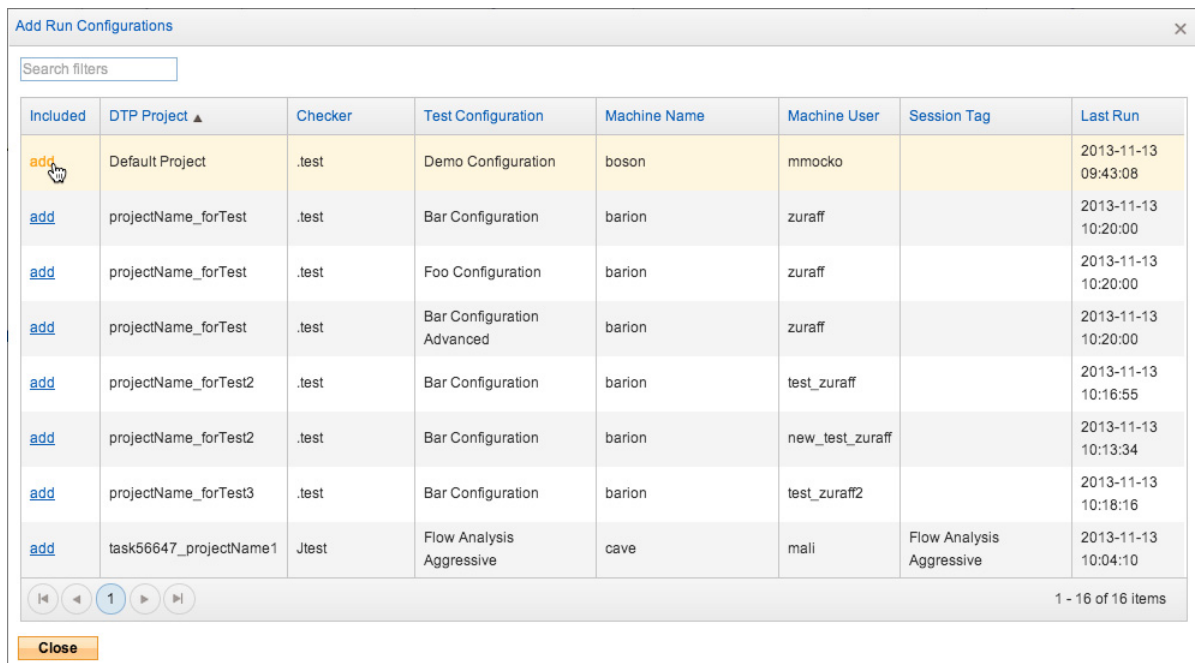 Add Run Configurations
Search filters
Included DTP Project Checker Test Configuration Machine Name Machine User Session Tag Last Run
add Default Project .test Demo Configuration boson mmocko 2013-11-13 09:43:08
add projectName_forTest .test Bar Configuration barion zuraff 2013-11-13 10:20:00
add projectName_forTest .test Foo Configuration barion zuraff 2013-11-13 10:20:00
add projectName_forTest .test Bar Configuration Advanced barion zuraff 2013-11-13 10:20:00
add projectName_forTest2 .test Bar Configuration barion test_zuraff 2013-11-13 10:16:55
add projectName_forTest2 .test Bar Configuration barion new_test_zuraff 2013-11-13 10:13:34
add projectName_forTest3 .test Bar Configuration barion test_zuraff2 2013-11-13 10:18:16
add task56647_projectName1 Jtest Flow Analysis Aggressive cave mali Flow Analysis Aggressive 2013-11-13 10:04:10
1 1 - 16 of 16 items
Close